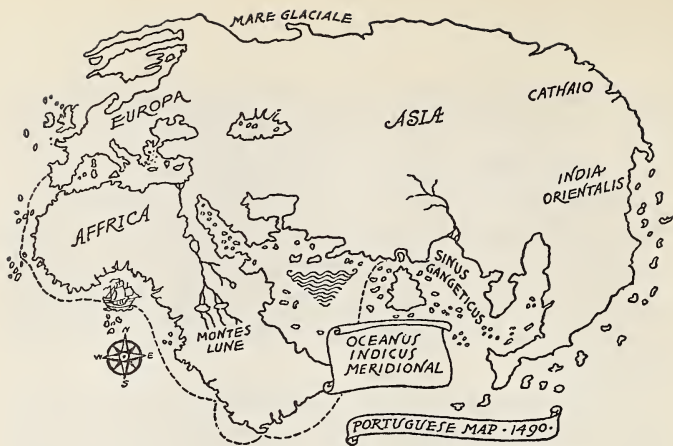 MARE GLACIALE
EUROPA
ASIA
CATHAIO
INDIA
ORIENTALIS
AFFRICA
SINUS
GANGETICUS
MONTES
LUNE
OCEANUS
INDICUS
MERIDIONAL
N
W
E
S
PORTUGUESE MAP · 1490 ·